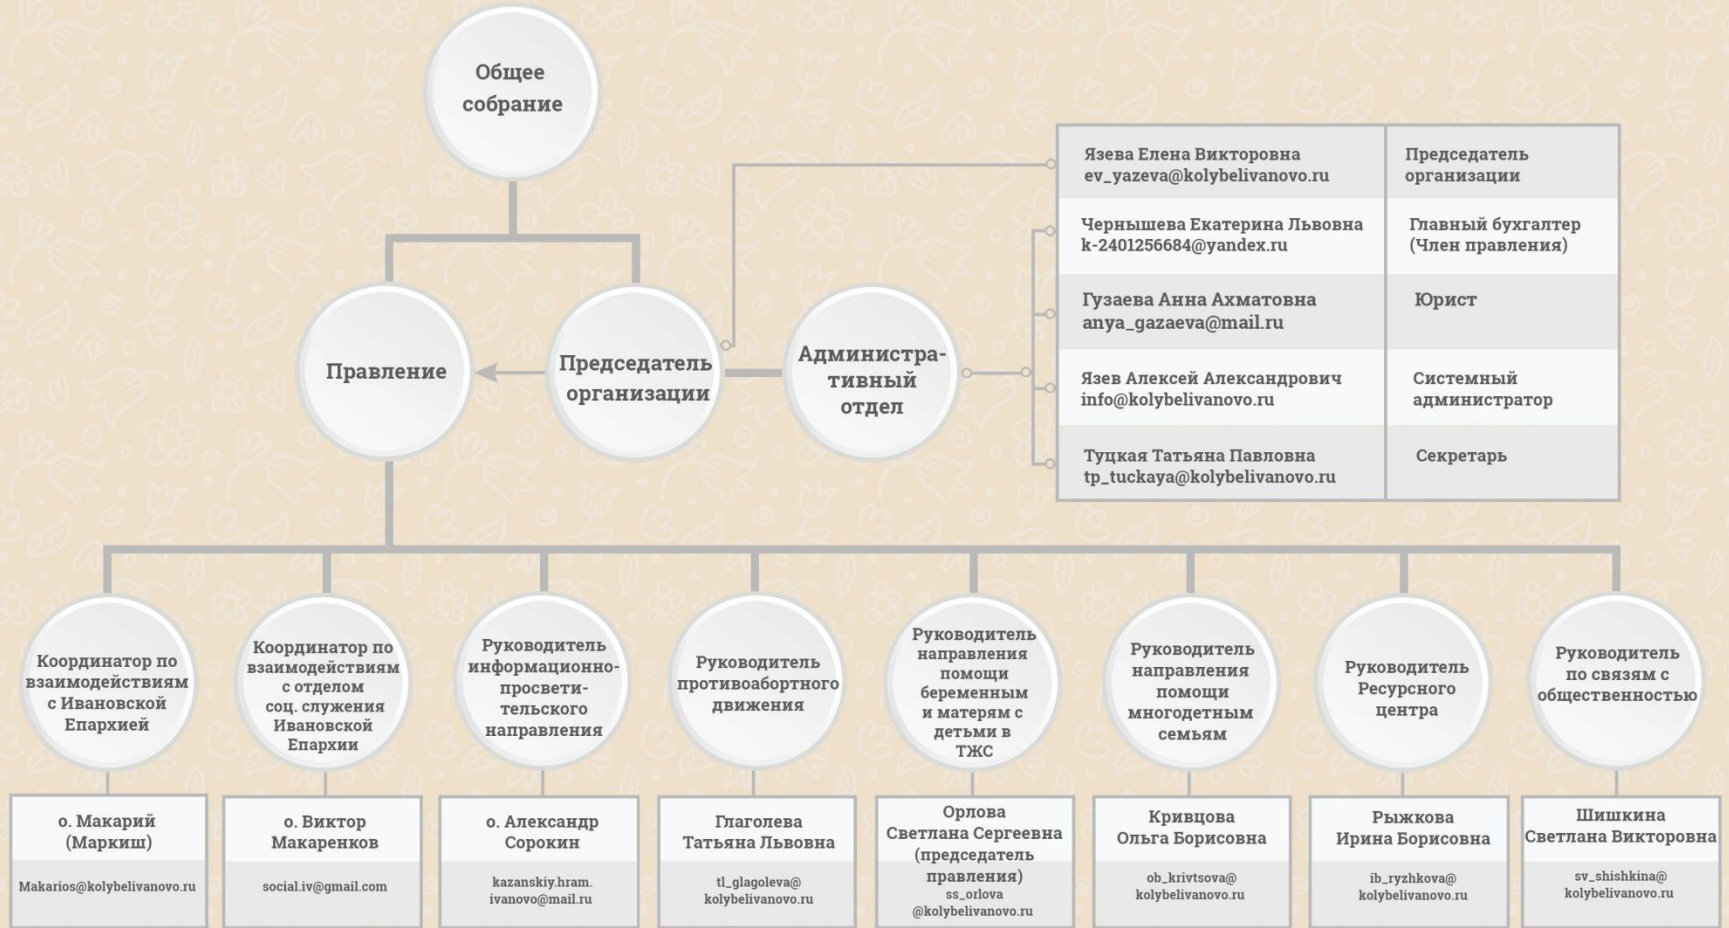 Общее
собрание
Правление
Председатель
организации
Администра-
тивный
отдел
Язева Елена Викторовна
ev_yazeva@kolybelivanovo.ru
Председатель
организации
Чернышева Екатерина Львовна
k-2401256684@yandex.ru
Главный бухгалтер
(Член правления)
Гузаева Анна Ахматовна
anya_gazaeva@mail.ru
Юрист
Язев Алексей Александрович
info@kolybelivanovo.ru
Системный
администратор
Туцкая Татьяна Павловна
tp_tuckaya@kolybelivanovo.ru
Секретарь
Координатор по
взаимодействиям
с Ивановской
Епархией
о. Макарий
(Маркиш)
Makarios@kolybelivanovo.ru
Координатор по
взаимодействиям
с отделом
соц. служения
Ивановской
Епархии
о. Виктор
Макаренков
social.iv@gmail.com
Руководитель
информационно-
просвети-
тельского
направления
о. Александр
Сорокин
kazanskiy.hram.
ivanovo@mail.ru
Руководитель
противоабортного
движения
Глаголева
Татьяна Львовна
tl_glagoleva@
kolybelivanovo.ru
Руководитель
направления
помощи
беременным
и матерям с
детьми в
ТЖС
Орлова
Светлана Сергеевна
(председатель
правления)
ss_orlova
@kolybelivanovo.ru
Руководитель
направления
помощи
многодетным
семьям
Кривцова
Ольга Борисовна
ob_krivtsova@
kolybelivanovo.ru
Руководитель
Ресурсного
центра
Рыжкова
Ирина Борисовна
ib_ryzhkova@
kolybelivanovo.ru
Руководитель
по связям с
общественностью
Шишкина
Светлана Викторовна
sv_shishkina@
kolybelivanovo.ru